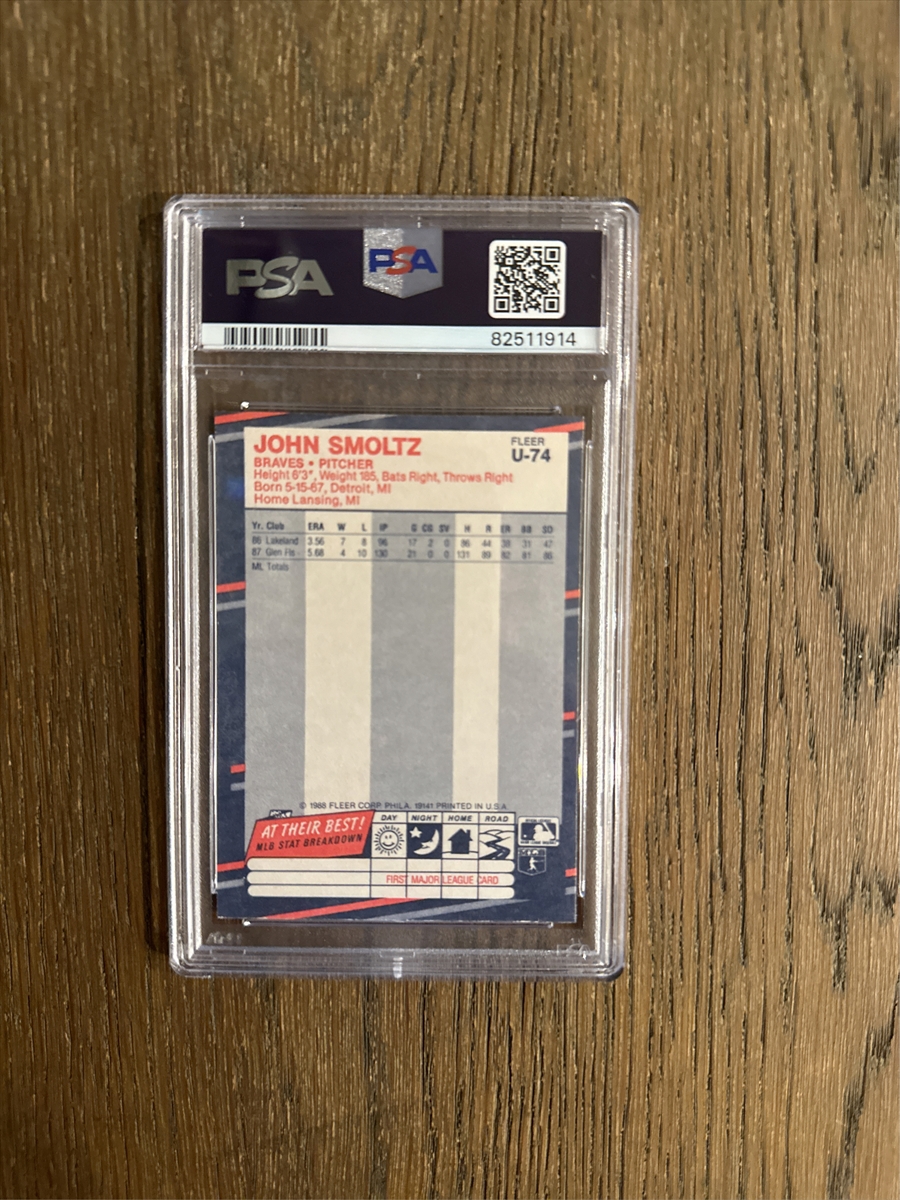 PSA
PSA
82511914
JOHN SMOLTZ
FLEER
U-74
BRAVES • PITCHER
Height 6'3", Weight 185, Bats Right, Throws Right
Born 5-15-67, Detroit, MI
Home Lansing, MI
Yr. Club ERA W L IP G CG SV H R ER BB SO
86 Lakeland 3.56 7 8 96 17 2 0 86 44 38 31 47
87 Glen Fls 5.68 4 10 130 21 0 0 131 89 82 81 86
ML Totals
© 1988 FLEER CORP. PHILA. 19141 PRINTED IN U.S.A.
AT THEIR BEST!
MLB STAT BREAKDOWN
DAY NIGHT HOME ROAD
FIRST MAJOR LEAGUE CARD